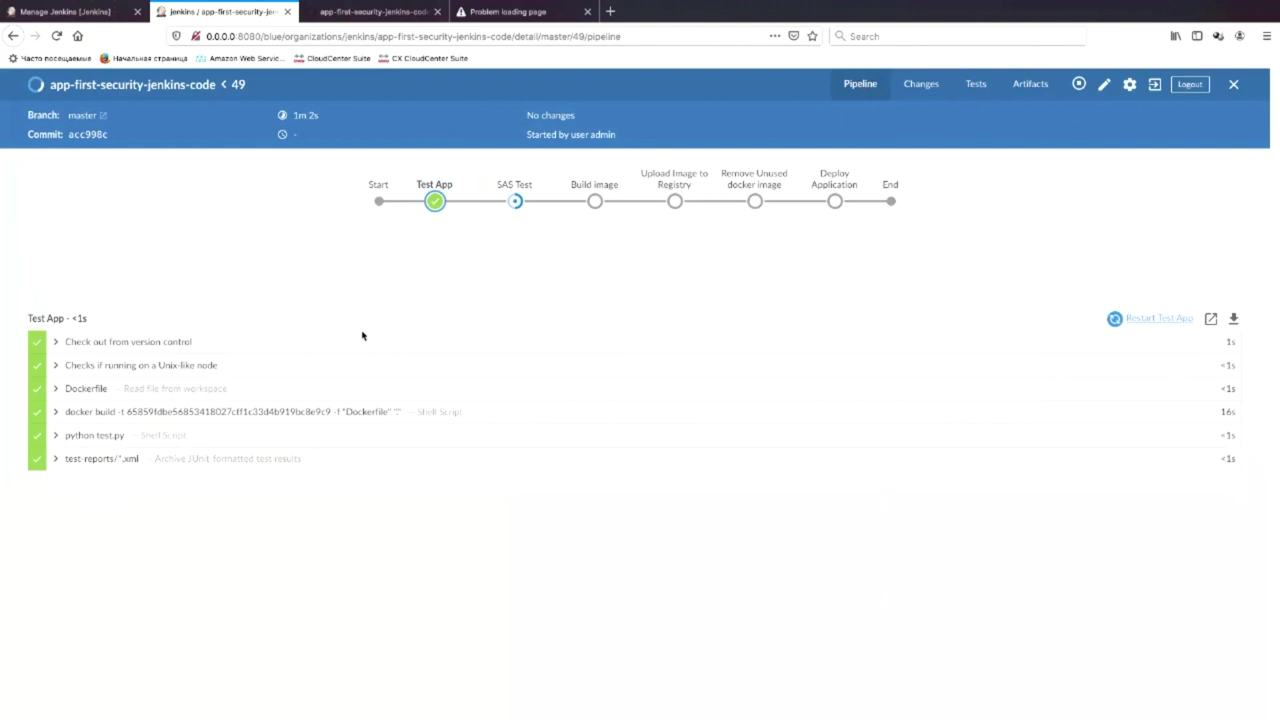 Manage Jenkins [Jenkins]
jenkins / app-first-security-jen
app-first-security-jenkins-code
Problem loading page
0.0.0.0:8080/blue/organizations/jenkins/app-first-security-jenkins-code/detail/master/49/pipeline
Search
Часто посещаемые
Начальная страница
Amazon Web Servic...
CloudCenter Suite
CX CloudCenter Suite
app-first-security-jenkins-code < 49
Pipeline
Changes
Tests
Artifacts
Logout
Branch: master
1m 2s
No changes
Commit: acc998c
-
Started by user admin
Start
Test App
SAS Test
Build image
Upload Image to
Registry
Remove Unused
docker image
Deploy
Application
End
Test App - <1s
Restart Test App
Check out from version control
1s
Checks if running on a Unix-like node
<1s
Dockerfile — Read file from workspace
<1s
docker build -t 65859fdbe56853418027cff1c33d4b919bc8e9c9 -f "Dockerfile" "." — Shell Script
16s
python test.py — Shell Script
<1s
test-reports/*.xml — Archive JUnit-formatted test results
<1s